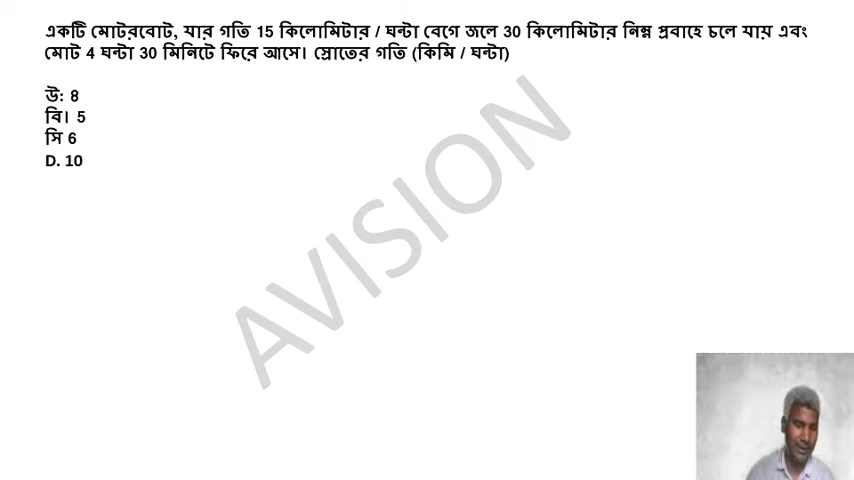 একটি মোটরবোট, যার গতি 15 কিলোমিটার / ঘন্টা বেগে জলে 30 কিলোমিটার নিম্ন প্রবাহে চলে যায় এবং
মোট 4 ঘন্টা 30 মিনিটে ফিরে আসে। স্রোতের গতি (কিমি / ঘন্টা)
উ: 8
বি। 5
সি 6
D. 10
AVISION